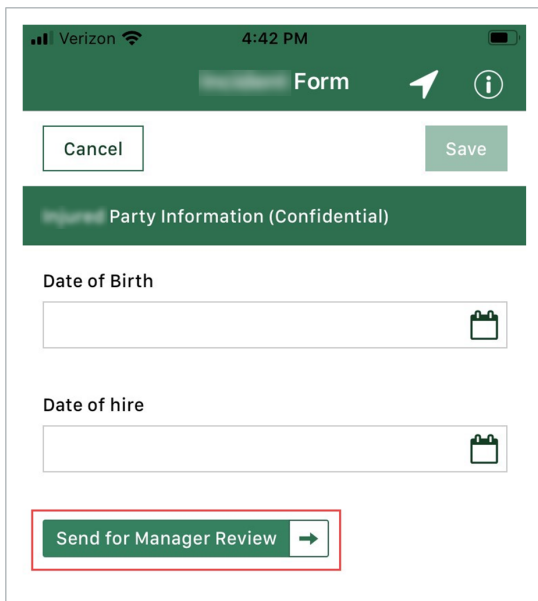 Verizon 4:42 PM
Form
Cancel Save
Party Information (Confidential)
Date of Birth
Date of hire
Send for Manager Review